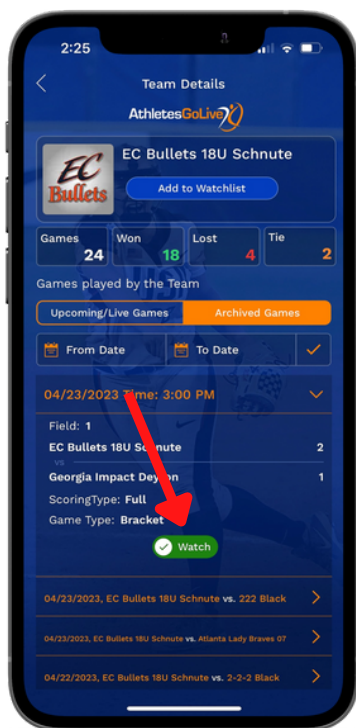 2:25
Team Details
AthletesGoLive
EC Bullets
EC Bullets 18U Schnute
Add to Watchlist
Games 24
Won 18
Lost 4
Tie 2
Games played by the Team
Upcoming/Live Games
Archived Games
From Date
To Date
04/23/2023 Time: 3:00 PM
Field: 1
EC Bullets 18U Schnute 2
vs
Georgia Impact Deyton 1
ScoringType: Full
Game Type: Bracket
Watch
04/23/2023, EC Bullets 18U Schnute vs. 222 Black
04/23/2023, EC Bullets 18U Schnute vs. Atlanta Lady Braves 07
04/22/2023, EC Bullets 18U Schnute vs. 2-2-2 Black